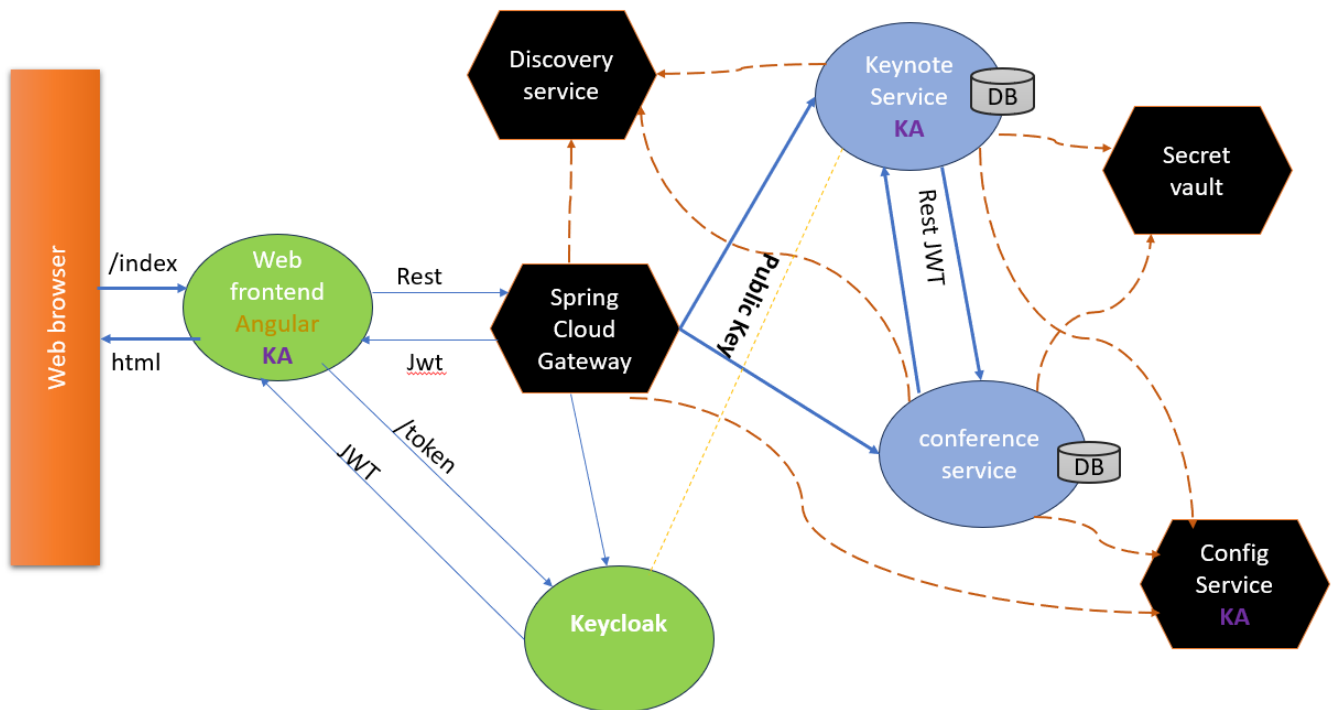 Web browser
/index
html
Web
frontend
Angular
KA
Rest
Jwt
/token
JWT
Discovery
service
Spring
Cloud
Gateway
Keycloak
Public Key
Keynote
Service
KA
DB
Rest JWT
conference
service
DB
Secret
vault
Config
Service
KA